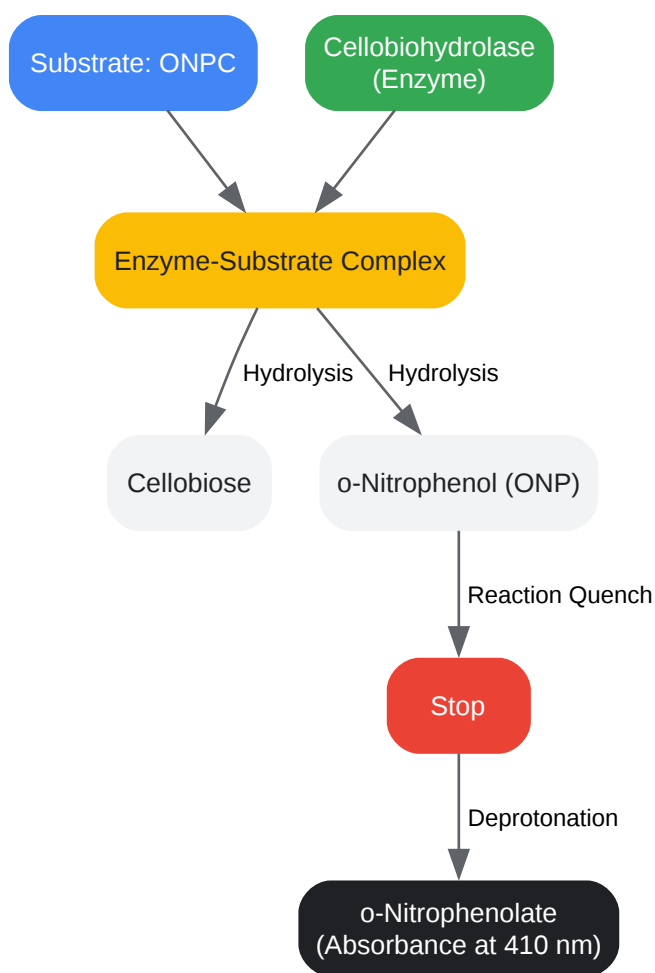 Substrate: ONPC
Cellobiohydrolase
(Enzyme)
Enzyme-Substrate Complex
Hydrolysis
Hydrolysis
Cellobiose
o-Nitrophenol (ONP)
Reaction Quench
Stop
Deprotonation
o-Nitrophenolate
(Absorbance at 410 nm)